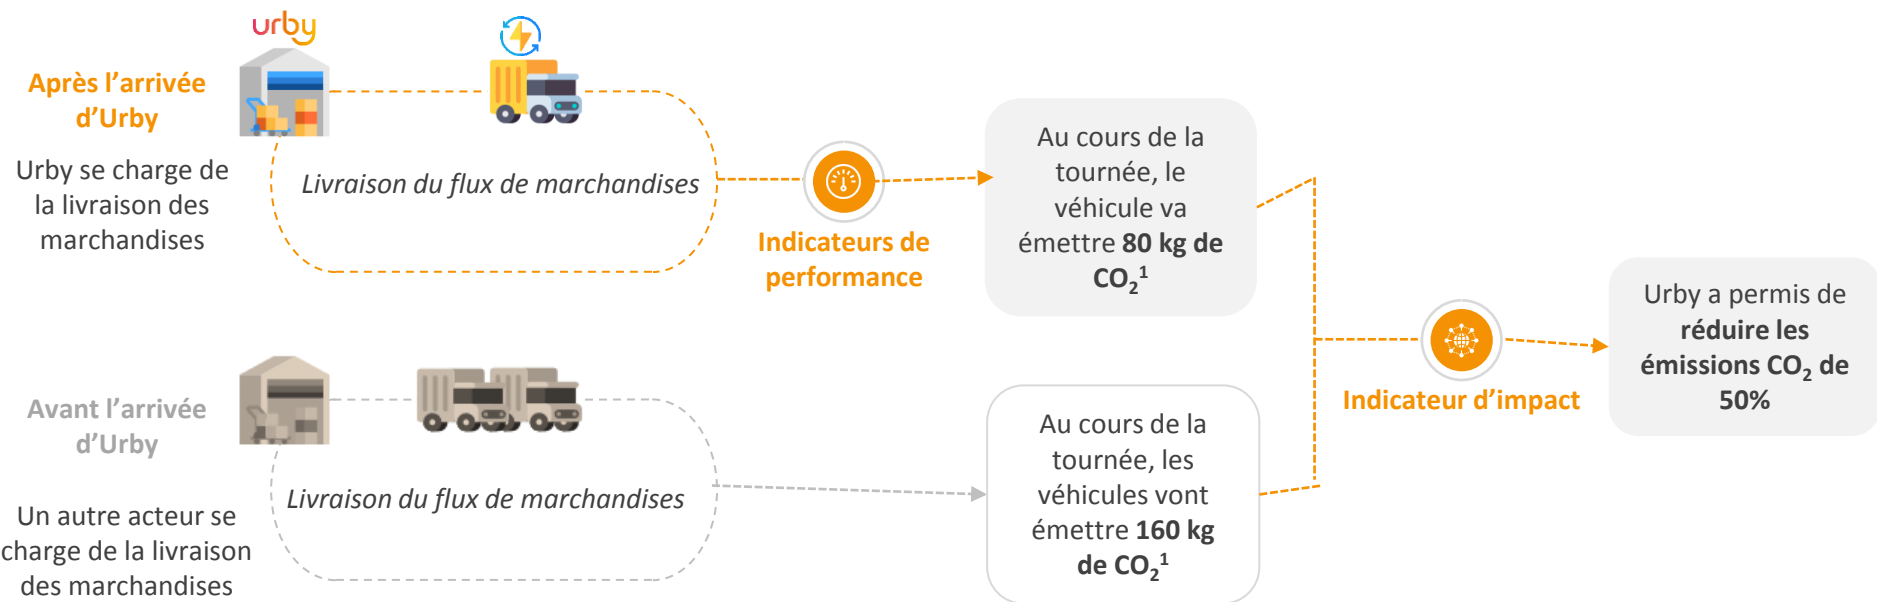 urby
Après l’arrivée
d’Urby
Urby se charge de
la livraison des
marchandises
Livraison du flux de marchandises
Indicateurs de
performance
Au cours de la
tournée, le
véhicule va
émettre 80 kg de
CO₂¹
Avant l’arrivée
d’Urby
Un autre acteur se
charge de la livraison
des marchandises
Livraison du flux de marchandises
Au cours de la
tournée, les
véhicules vont
émettre 160 kg
de CO₂¹
Indicateur d’impact
Urby a permis de
réduire les
émissions CO₂ de
50%